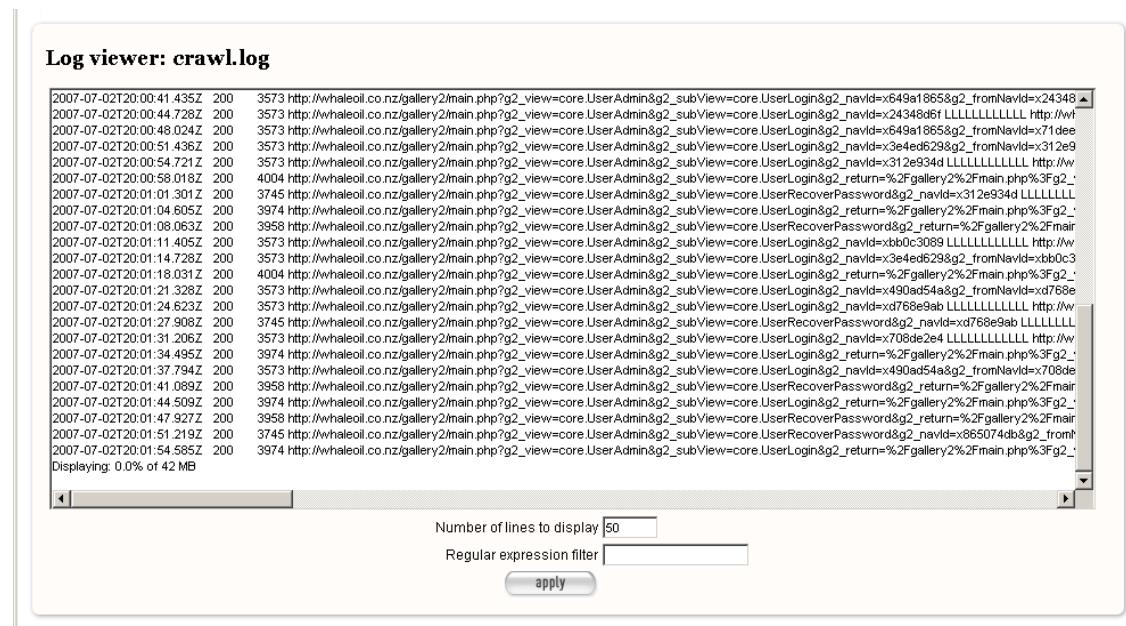 Log viewer: crawl.log
2007-07-02T20:00:41.435Z 200 3573 http://whaleoil.co.nz/gallery2/main.php?g2_view=core.UserAdmin&g2_subView=core.UserLogin&g2_navId=x649a1865&g2_fromNavId=x24348
2007-07-02T20:00:44.728Z 200 3573 http://whaleoil.co.nz/gallery2/main.php?g2_view=core.UserAdmin&g2_subView=core.UserLogin&g2_navId=x24348d6f LLLLLLLLLLLL http://wh
2007-07-02T20:00:48.024Z 200 3573 http://whaleoil.co.nz/gallery2/main.php?g2_view=core.UserAdmin&g2_subView=core.UserLogin&g2_navId=x649a1865&g2_fromNavId=x71dee
2007-07-02T20:00:51.436Z 200 3573 http://whaleoil.co.nz/gallery2/main.php?g2_view=core.UserAdmin&g2_subView=core.UserLogin&g2_navId=x3e4ed629&g2_fromNavId=x312e9
2007-07-02T20:00:54.721Z 200 3573 http://whaleoil.co.nz/gallery2/main.php?g2_view=core.UserAdmin&g2_subView=core.UserLogin&g2_navId=x312e934d LLLLLLLLLLLL http://w
2007-07-02T20:00:58.018Z 200 4004 http://whaleoil.co.nz/gallery2/main.php?g2_view=core.UserAdmin&g2_subView=core.UserLogin&g2_return=%2Fgallery2%2Fmain.php%3Fg2_
2007-07-02T20:01:01.301Z 200 3745 http://whaleoil.co.nz/gallery2/main.php?g2_view=core.UserAdmin&g2_subView=core.UserRecoverPassword&g2_navId=x312e934d LLLLLLLL
2007-07-02T20:01:04.605Z 200 3974 http://whaleoil.co.nz/gallery2/main.php?g2_view=core.UserAdmin&g2_subView=core.UserLogin&g2_return=%2Fgallery2%2Fmain.php%3Fg2_
2007-07-02T20:01:08.063Z 200 3958 http://whaleoil.co.nz/gallery2/main.php?g2_view=core.UserAdmin&g2_subView=core.UserRecoverPassword&g2_return=%2Fgallery2%2Fmain
2007-07-02T20:01:11.405Z 200 3573 http://whaleoil.co.nz/gallery2/main.php?g2_view=core.UserAdmin&g2_subView=core.UserLogin&g2_navId=xbb0c3089 LLLLLLLLLLLL http://w
2007-07-02T20:01:14.728Z 200 3573 http://whaleoil.co.nz/gallery2/main.php?g2_view=core.UserAdmin&g2_subView=core.UserLogin&g2_navId=x3e4ed629&g2_fromNavId=xbb0c3
2007-07-02T20:01:18.031Z 200 4004 http://whaleoil.co.nz/gallery2/main.php?g2_view=core.UserAdmin&g2_subView=core.UserLogin&g2_return=%2Fgallery2%2Fmain.php%3Fg2_
2007-07-02T20:01:21.328Z 200 3573 http://whaleoil.co.nz/gallery2/main.php?g2_view=core.UserAdmin&g2_subView=core.UserLogin&g2_navId=x490ad54a&g2_fromNavId=xd768e
2007-07-02T20:01:24.623Z 200 3573 http://whaleoil.co.nz/gallery2/main.php?g2_view=core.UserAdmin&g2_subView=core.UserLogin&g2_navId=xd768e9ab LLLLLLLLLLLL http://w
2007-07-02T20:01:27.908Z 200 3745 http://whaleoil.co.nz/gallery2/main.php?g2_view=core.UserAdmin&g2_subView=core.UserRecoverPassword&g2_navId=xd768e9ab LLLLLLLL
2007-07-02T20:01:31.206Z 200 3573 http://whaleoil.co.nz/gallery2/main.php?g2_view=core.UserAdmin&g2_subView=core.UserLogin&g2_navId=x708de2e4 LLLLLLLLLLLL http://w
2007-07-02T20:01:34.495Z 200 3974 http://whaleoil.co.nz/gallery2/main.php?g2_view=core.UserAdmin&g2_subView=core.UserLogin&g2_return=%2Fgallery2%2Fmain.php%3Fg2_
2007-07-02T20:01:37.794Z 200 3573 http://whaleoil.co.nz/gallery2/main.php?g2_view=core.UserAdmin&g2_subView=core.UserLogin&g2_navId=x490ad54a&g2_fromNavId=x708de
2007-07-02T20:01:41.089Z 200 3958 http://whaleoil.co.nz/gallery2/main.php?g2_view=core.UserAdmin&g2_subView=core.UserRecoverPassword&g2_return=%2Fgallery2%2Fmain
2007-07-02T20:01:44.509Z 200 3974 http://whaleoil.co.nz/gallery2/main.php?g2_view=core.UserAdmin&g2_subView=core.UserLogin&g2_return=%2Fgallery2%2Fmain.php%3Fg2_
2007-07-02T20:01:47.927Z 200 3958 http://whaleoil.co.nz/gallery2/main.php?g2_view=core.UserAdmin&g2_subView=core.UserRecoverPassword&g2_return=%2Fgallery2%2Fmain
2007-07-02T20:01:51.219Z 200 3745 http://whaleoil.co.nz/gallery2/main.php?g2_view=core.UserAdmin&g2_subView=core.UserRecoverPassword&g2_navId=x865074db&g2_from
2007-07-02T20:01:54.585Z 200 3974 http://whaleoil.co.nz/gallery2/main.php?g2_view=core.UserAdmin&g2_subView=core.UserLogin&g2_return=%2Fgallery2%2Fmain.php%3Fg2_
Displaying: 0.0% of 42 MB
Number of lines to display 50
Regular expression filter
apply